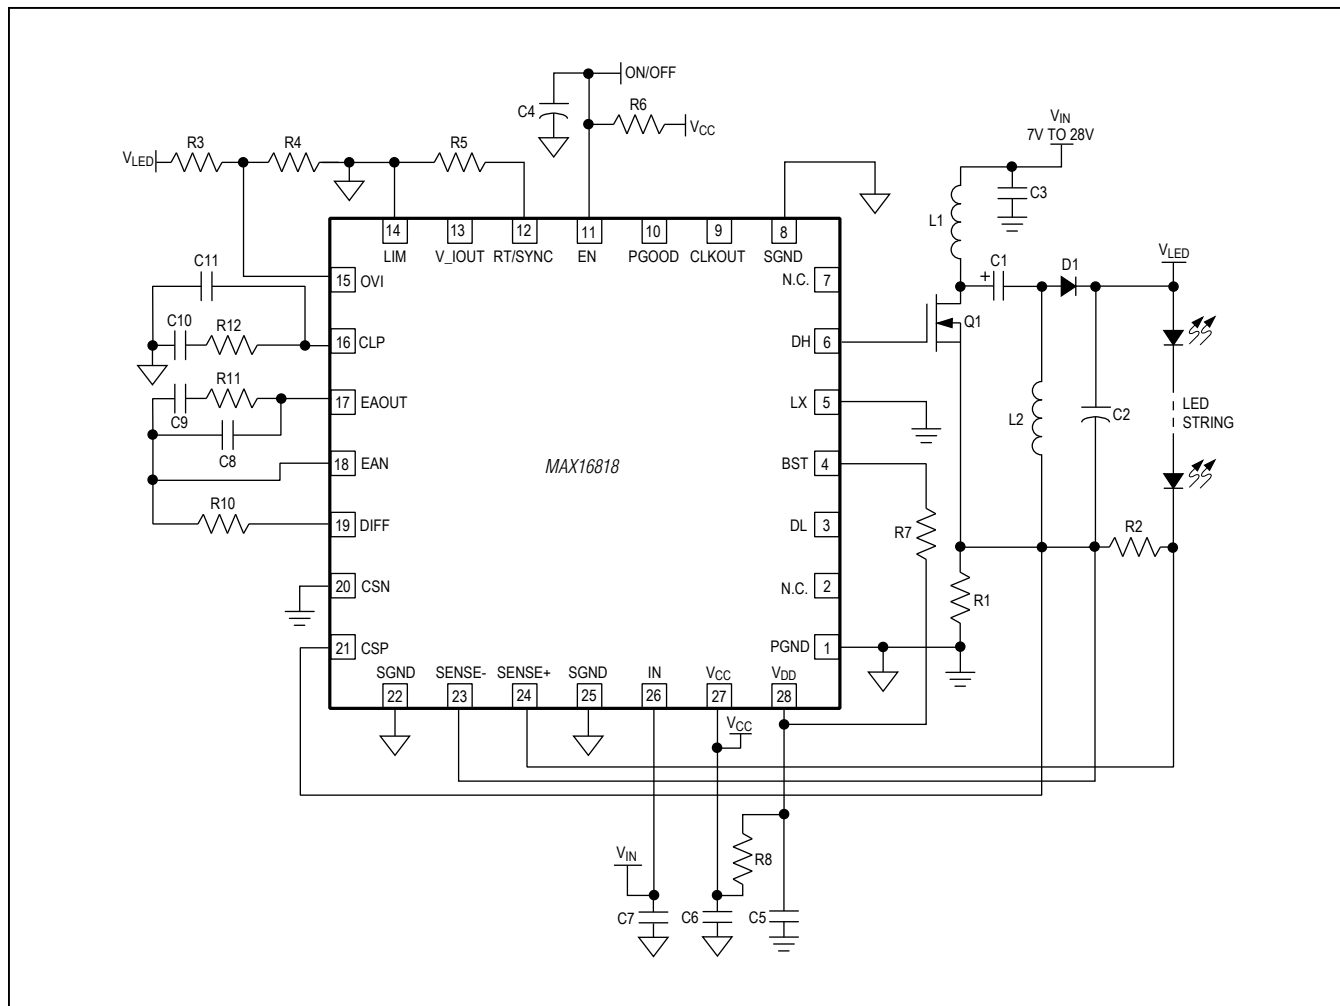 ON/OFF
C4
R6
VCC
VIN
7V TO 28V
VLED
R3
R4
R5
C3
L1
14
13
12
11
10
9
8
LIM
V_IOUT
RT/SYNC
EN
PGOOD
CLKOUT
SGND
C11
15
OVI
N.C.
7
+
C1
D1
VLED
C10
R12
16
CLP
DH
6
Q1
R11
C9
17
EAOUT
LX
5
L2
C2
LED
STRING
C8
18
EAN
MAX16818
BST
4
R10
19
DIFF
DL
3
R7
R2
20
CSN
N.C.
2
R1
21
CSP
PGND
1
SGND
SENSE-
SENSE+
SGND
IN
VCC
VDD
22
23
24
25
26
27
28
VCC
VIN
R8
C7
C6
C5